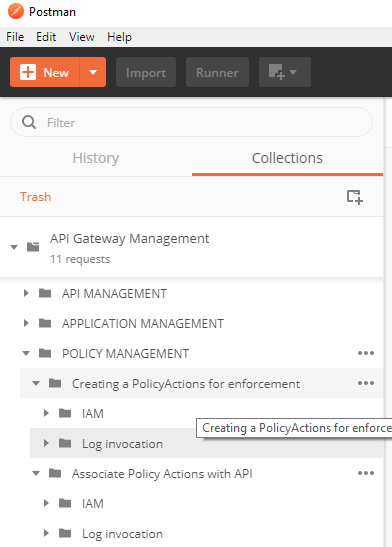 Postman
File Edit View Help
New Import Runner
Filter
History Collections
Trash
API Gateway Management
11 requests
API MANAGEMENT
APPLICATION MANAGEMENT
POLICY MANAGEMENT
Creating a PolicyActions for enforcement
IAM
Creating a PolicyActions for enforce
Log invocation
Associate Policy Actions with API
IAM
Log invocation